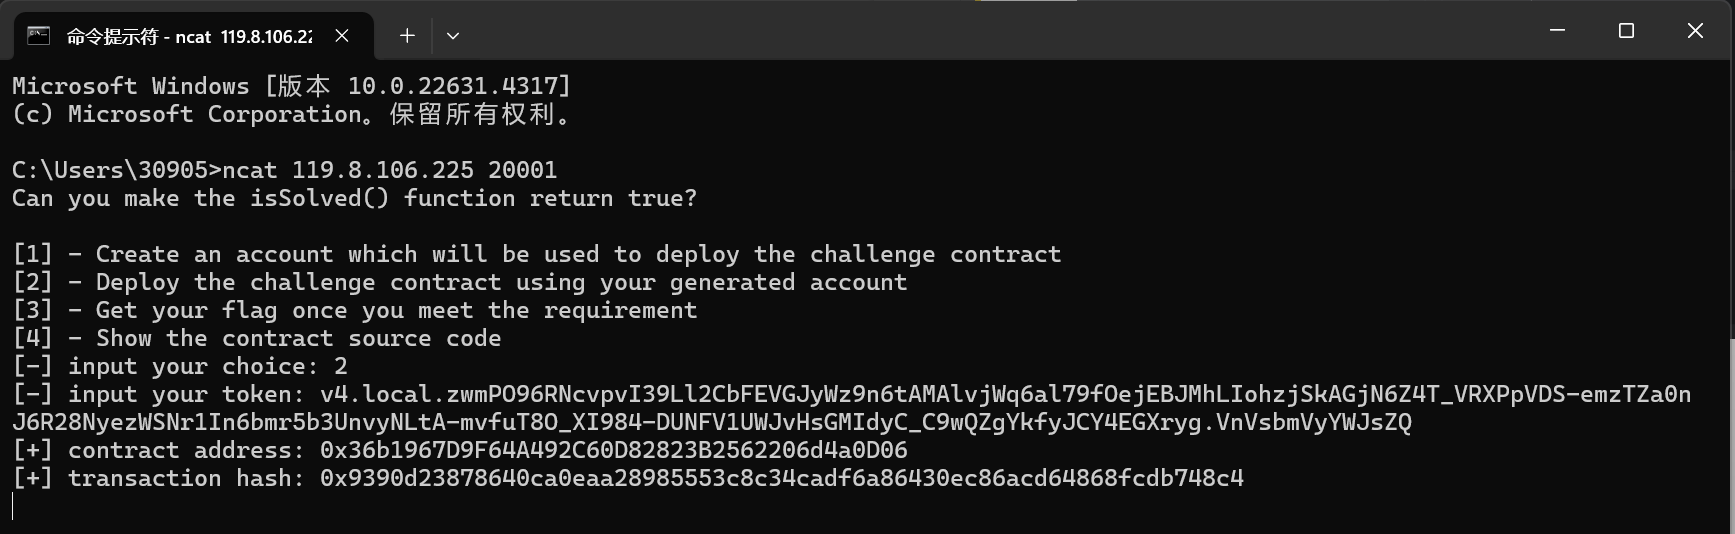 命令提示符 - ncat  119.8.106.22
Microsoft Windows [版本 10.0.22631.4317]
(c) Microsoft Corporation。保留所有权利。
C:\Users\30905>ncat 119.8.106.225 20001
Can you make the isSolved() function return true?
[1] - Create an account which will be used to deploy the challenge contract
[2] - Deploy the challenge contract using your generated account
[3] - Get your flag once you meet the requirement
[4] - Show the contract source code
[-] input your choice: 2
[-] input your token: v4.local.zwmPO96RNcvpvI39Ll2CbFEVGJyWz9n6tAMAlvjWq6al79fOejEBJMhLIohzjSkAGjN6Z4T_VRXPpVDS-emzTZa0n
J6R28NyezWSNr1In6bmr5b3UnvyNLtA-mvfuT8O_XI984-DUNFV1UWJvHsGMIdyC_C9wQZgYkfyJCY4EGXryg.VnVsbmVyYWJsZQ
[+] contract address: 0x36b1967D9F64A492C60D82823B2562206d4a0D06
[+] transaction hash: 0x9390d23878640ca0eaa28985553c8c34cadf6a86430ec86acd64868fcdb748c4